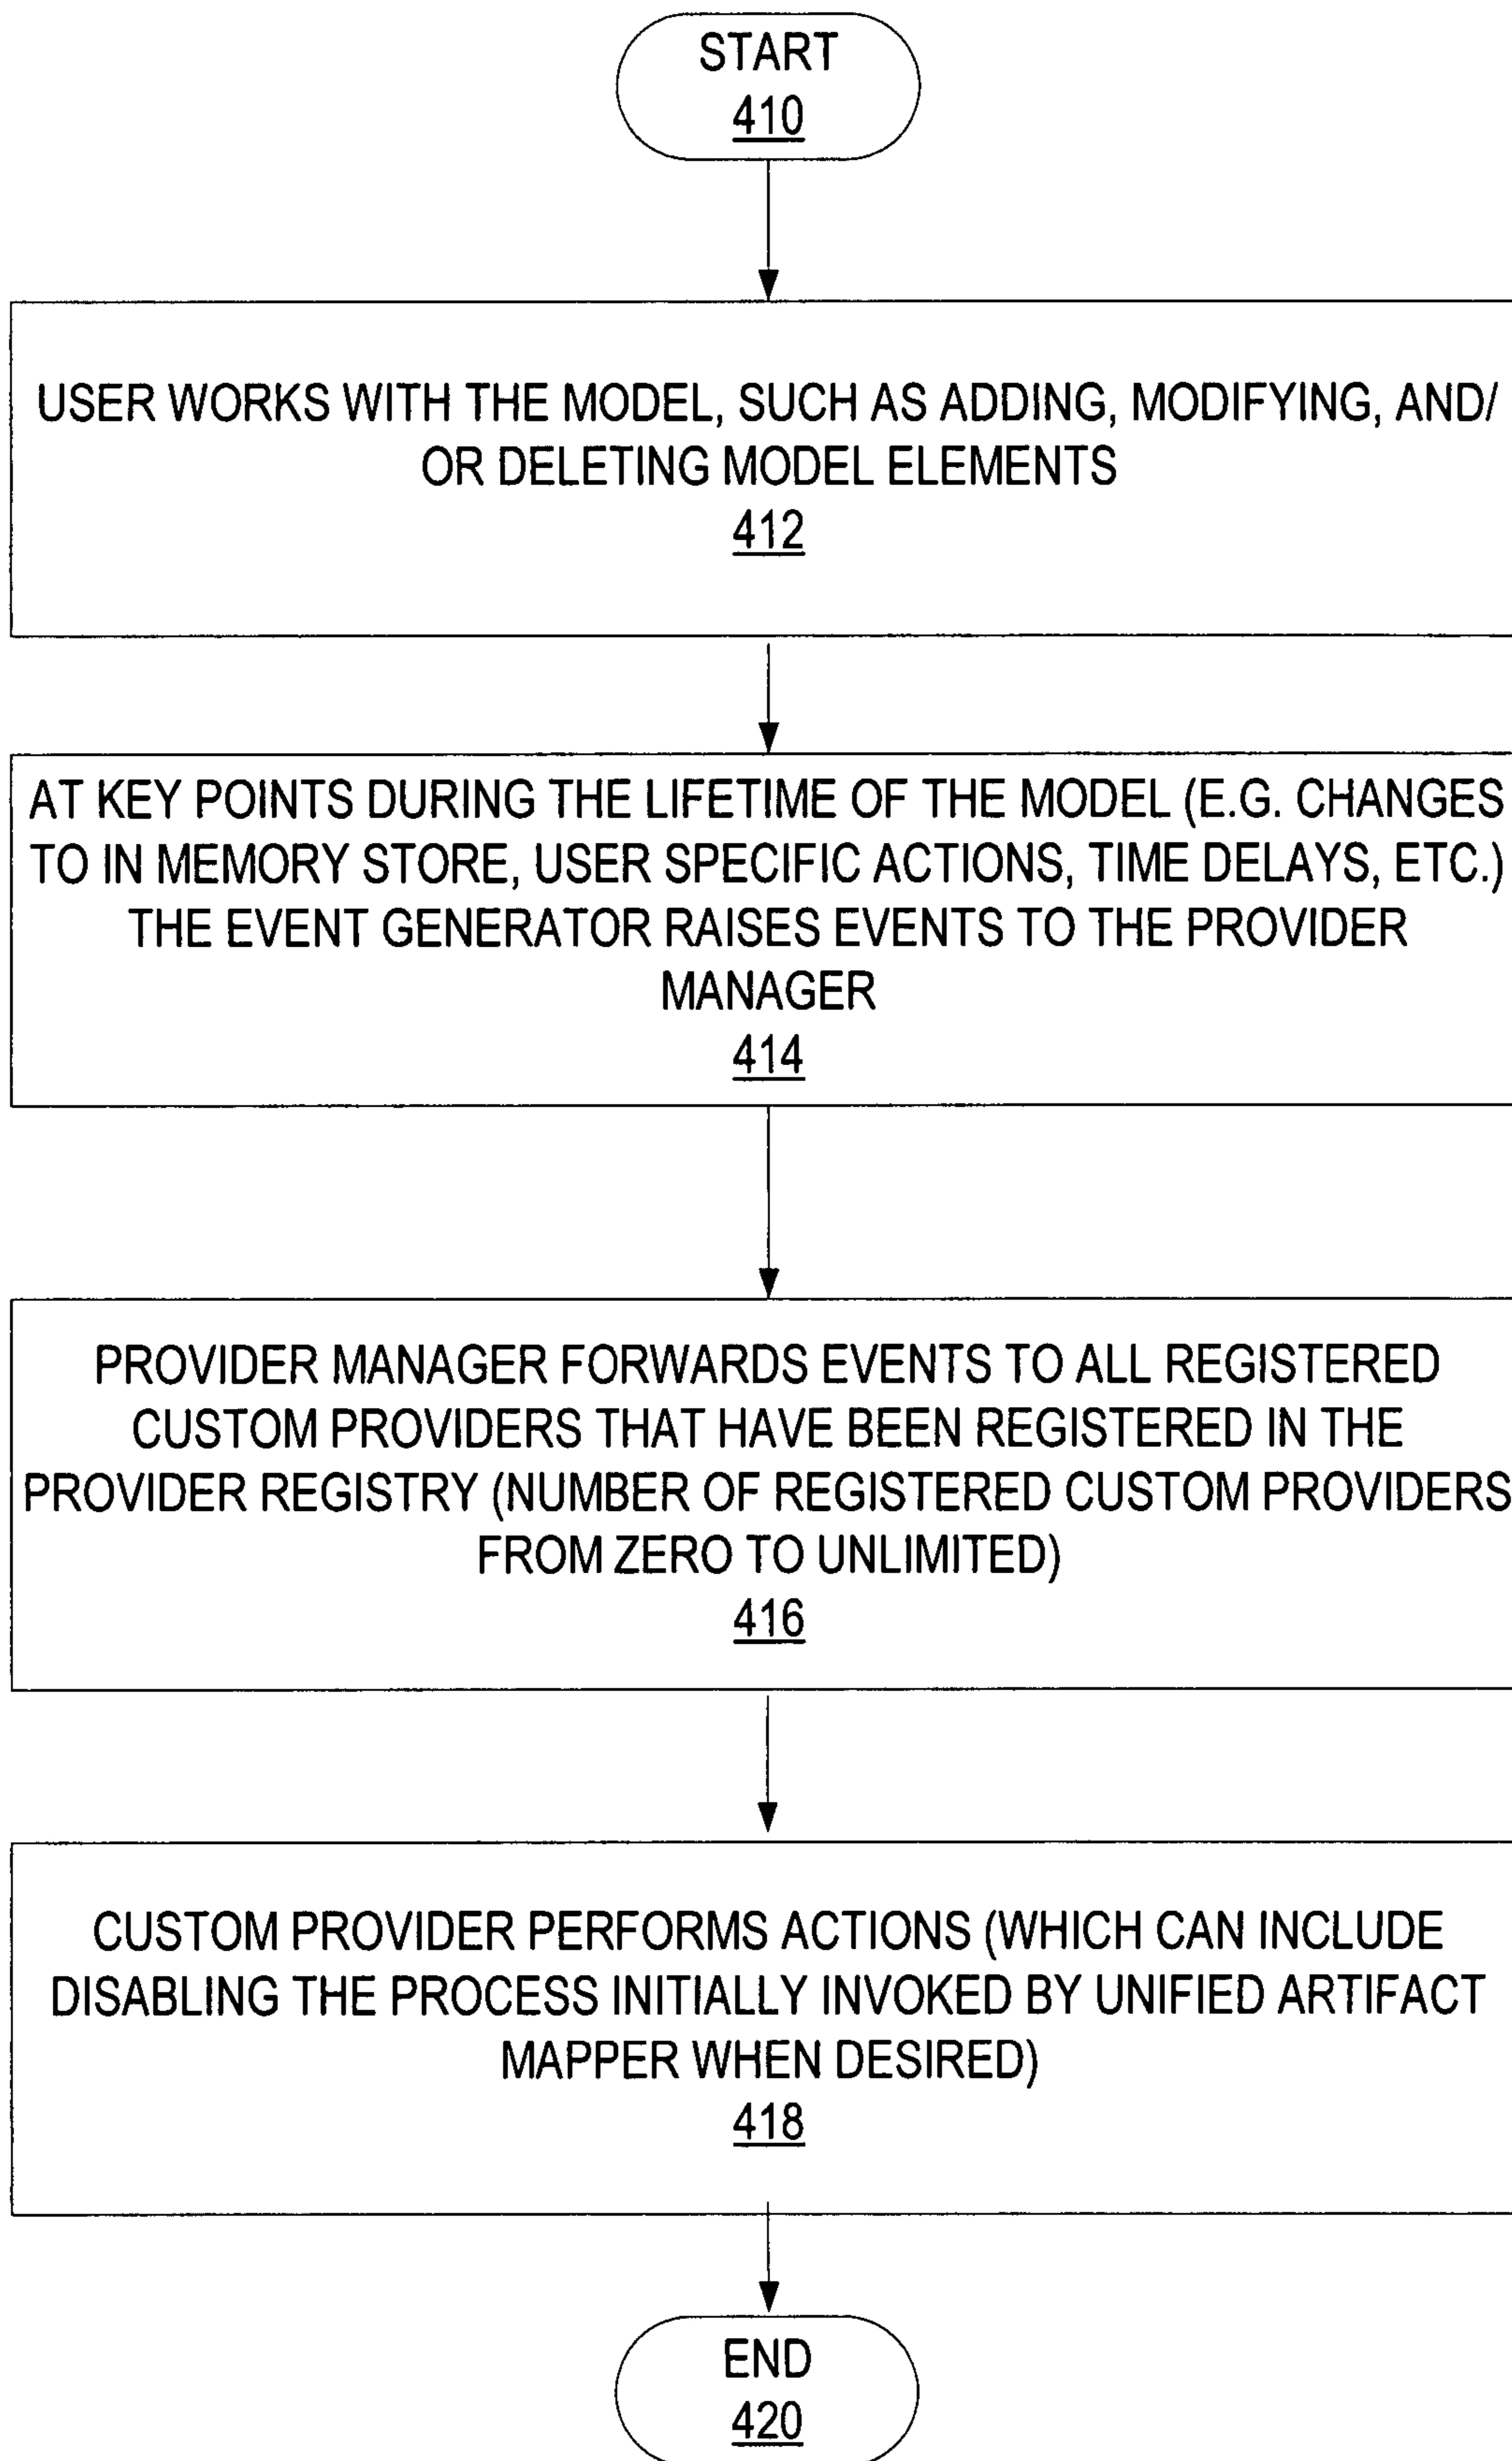 START
410
USER WORKS WITH THE MODEL, SUCH AS ADDING, MODIFYING, AND/
OR DELETING MODEL ELEMENTS
412
AT KEY POINTS DURING THE LIFETIME OF THE MODEL (E.G. CHANGES
TO IN MEMORY STORE, USER SPECIFIC ACTIONS, TIME DELAYS, ETC.)
THE EVENT GENERATOR RAISES EVENTS TO THE PROVIDER
MANAGER
414
PROVIDER MANAGER FORWARDS EVENTS TO ALL REGISTERED
CUSTOM PROVIDERS THAT HAVE BEEN REGISTERED IN THE
PROVIDER REGISTRY (NUMBER OF REGISTERED CUSTOM PROVIDERS
FROM ZERO TO UNLIMITED)
416
CUSTOM PROVIDER PERFORMS ACTIONS (WHICH CAN INCLUDE
DISABLING THE PROCESS INITIALLY INVOKED BY UNIFIED ARTIFACT
MAPPER WHEN DESIRED)
418
END
420